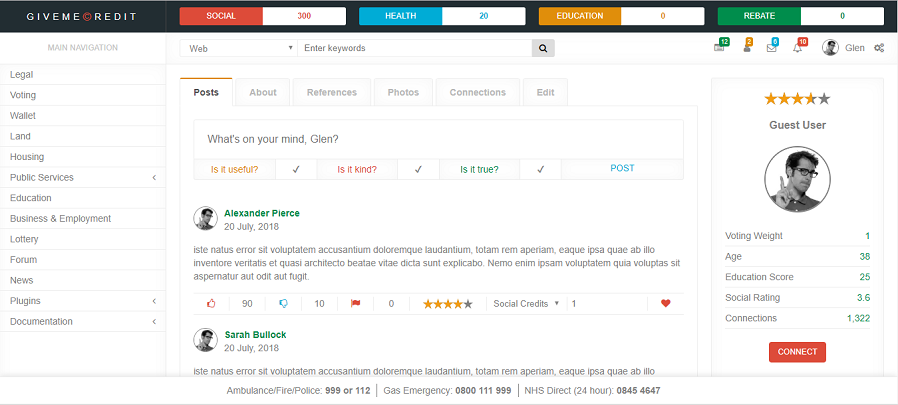 GIVEMECREDIT
SOCIAL 300 HEALTH 20 EDUCATION 0 REBATE 0
MAIN NAVIGATION
Web Enter keywords
12 2 6 10 Glen
Legal
Voting
Wallet
Land
Housing
Public Services
Education
Business & Employment
Lottery
Forum
News
Plugins
Documentation
Posts About References Photos Connections Edit
What's on your mind, Glen?
Is it useful? Is it kind? Is it true? POST
Alexander Pierce
20 July, 2018
iste natus error sit voluptatem accusantium doloremque laudantium, totam rem aperiam, eaque ipsa quae ab illo
inventore veritatis et quasi architecto beatae vitae dicta sunt explicabo. Nemo enim ipsam voluptatem quia voluptas sit
aspernatur aut odit aut fugit.
90 10 0 Social Credits 1
Sarah Bullock
20 July, 2018
iste natus error sit voluptatem accusantium doloremque laudantium, totam rem aperiam, eaque ipsa quae ab illo
Guest User
Voting Weight 1
Age 38
Education Score 25
Social Rating 3.6
Connections 1,322
CONNECT
Ambulance/Fire/Police: 999 or 112 Gas Emergency: 0800 111 999 NHS Direct (24 hour): 0845 4647